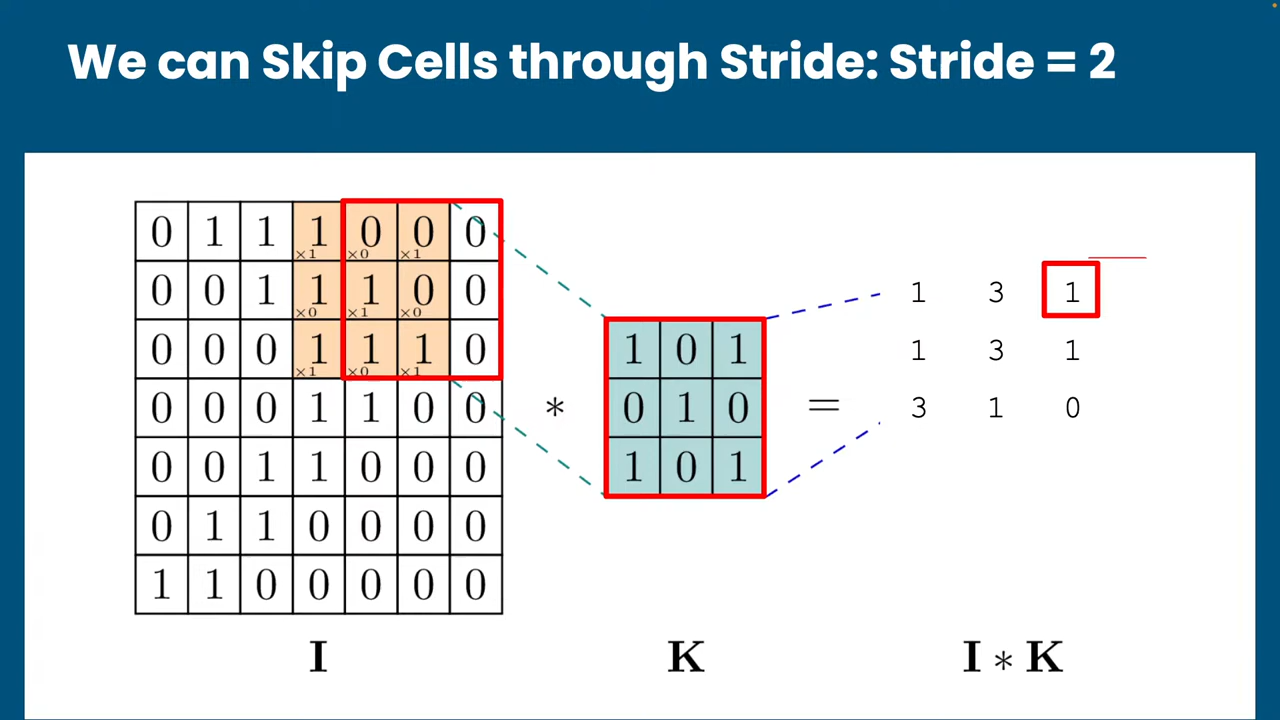 We can Skip Cells through Stride: Stride = 2
0 1 1 1 0 0 0
×1 ×0 ×1
0 0 1 1 1 0 0
×0 ×1 ×0
0 0 0 1 1 1 0
×1 ×0 ×1
0 0 0 1 1 0 0
0 0 1 1 0 0 0
0 1 1 0 0 0 0
1 1 0 0 0 0 0
I
*
1 0 1
0 1 0
1 0 1
K
=
1 3 1
1 3 1
3 1 0
I * K